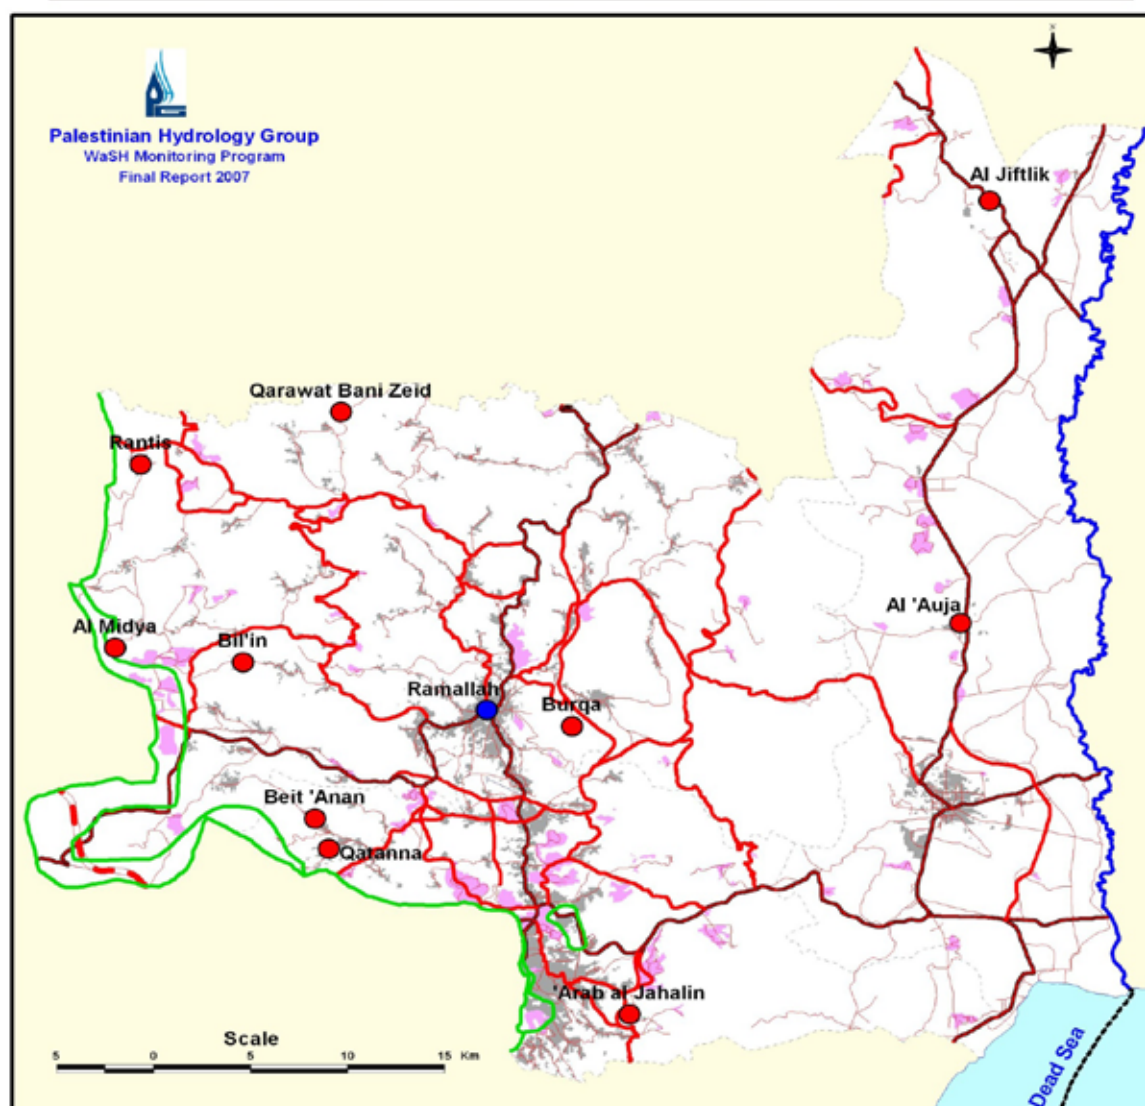 Palestinian Hydrology Group
WaSH Monitoring Program
Final Report 2007
Al Jiftlik
Qarawat Bani Zeid
Rantis
Al 'Auja
Al Midya
Bil'in
Ramallah
Burqa
Beit 'Anan
Qatanna
'Arab al Jahalin
Scale
5 0 5 10 15 Km
Dead Sea